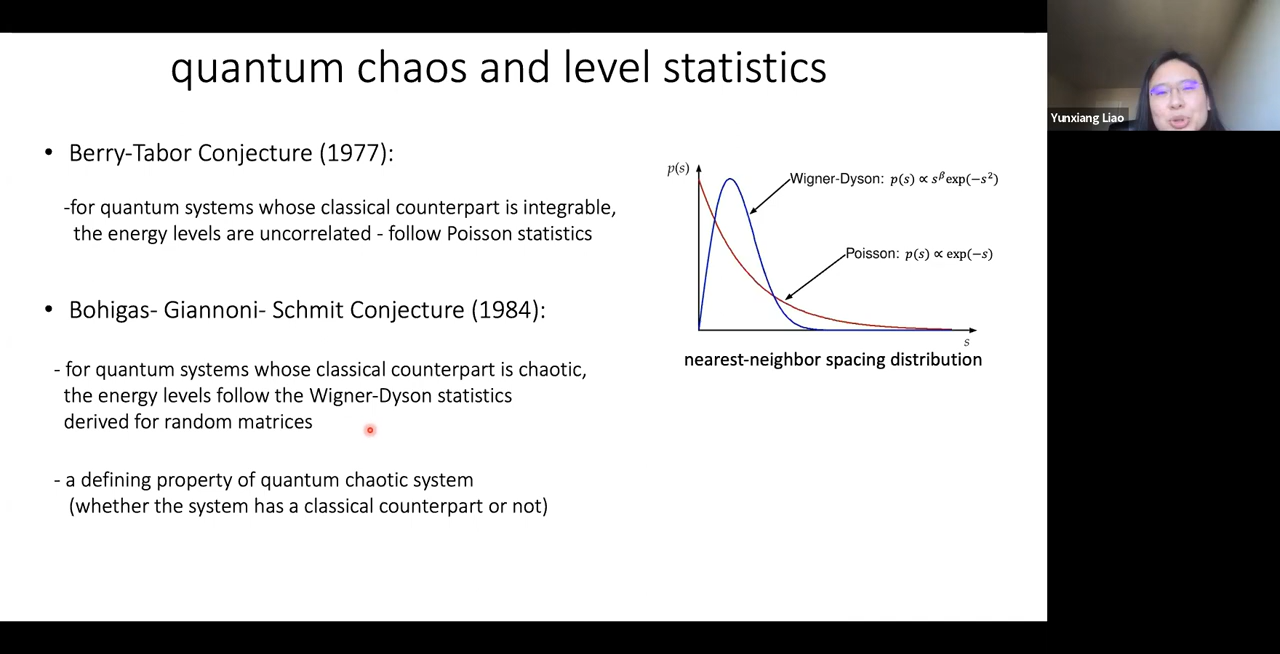 quantum chaos and level statistics
• Berry-Tabor Conjecture (1977):
-for quantum systems whose classical counterpart is integrable,
the energy levels are uncorrelated - follow Poisson statistics
• Bohigas- Giannoni- Schmit Conjecture (1984):
- for quantum systems whose classical counterpart is chaotic,
the energy levels follow the Wigner-Dyson statistics
derived for random matrices
- a defining property of quantum chaotic system
(whether the system has a classical counterpart or not)
p(s)
Wigner-Dyson: p(s) ∝ s^β exp(−s²)
Poisson: p(s) ∝ exp(−s)
s
nearest-neighbor spacing distribution
Yunxiang Liao